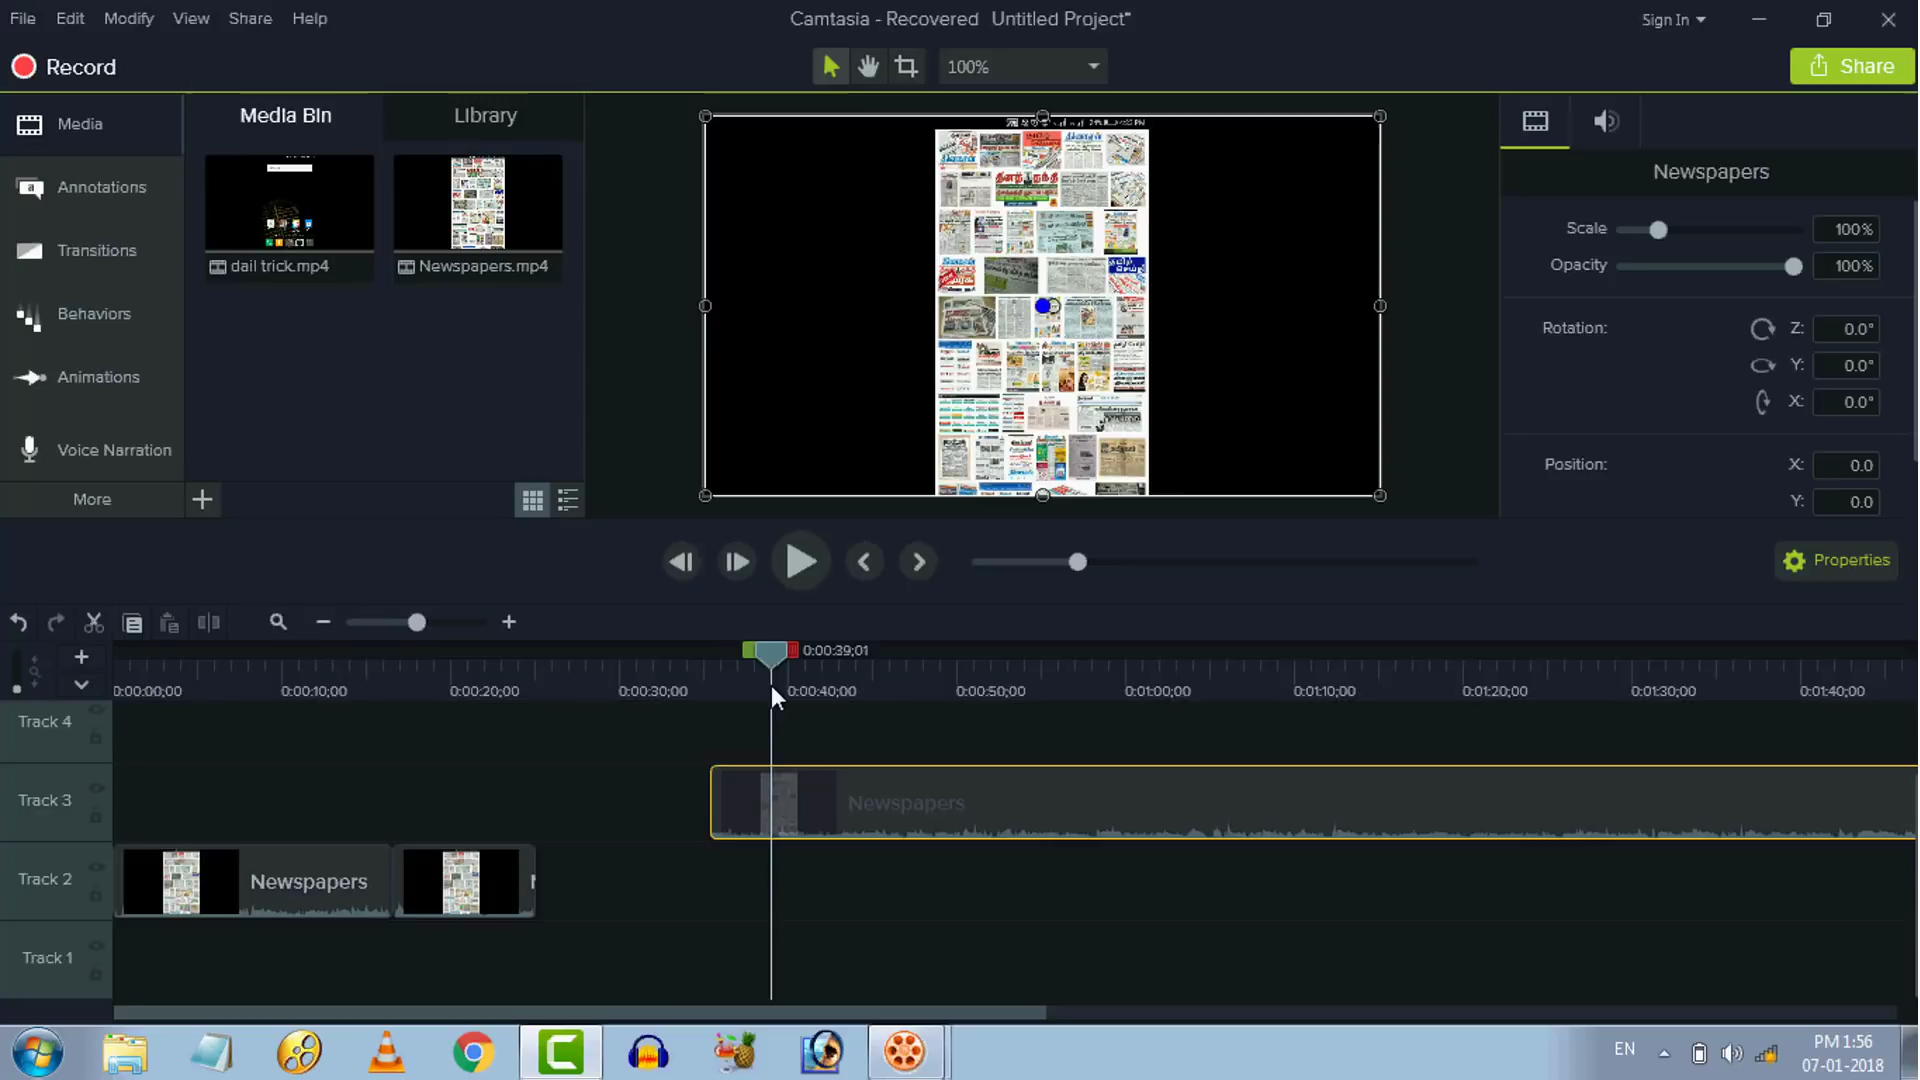 File Edit Modify View Share Help
Camtasia - Recovered Untitled Project*
Sign In
Record
100%
Share
Media
Annotations
Transitions
Behaviors
Animations
Voice Narration
More
Media Bin
Library
dail trick.mp4
Newspapers.mp4
Newspapers
Scale 100%
Opacity 100%
Rotation: Z: 0.0°
Y: 0.0°
X: 0.0°
Position: X: 0.0
Y: 0.0
Properties
0:00:39;01
0:00:00;00 0:00:10;00 0:00:20;00 0:00:30;00 0:00:40;00 0:00:50;00 0:01:00;00 0:01:10;00 0:01:20;00 0:01:30;00 0:01:40;00
Track 4
Track 3
Newspapers
Track 2
Newspapers
Track 1
EN
PM 1:56
07-01-2018